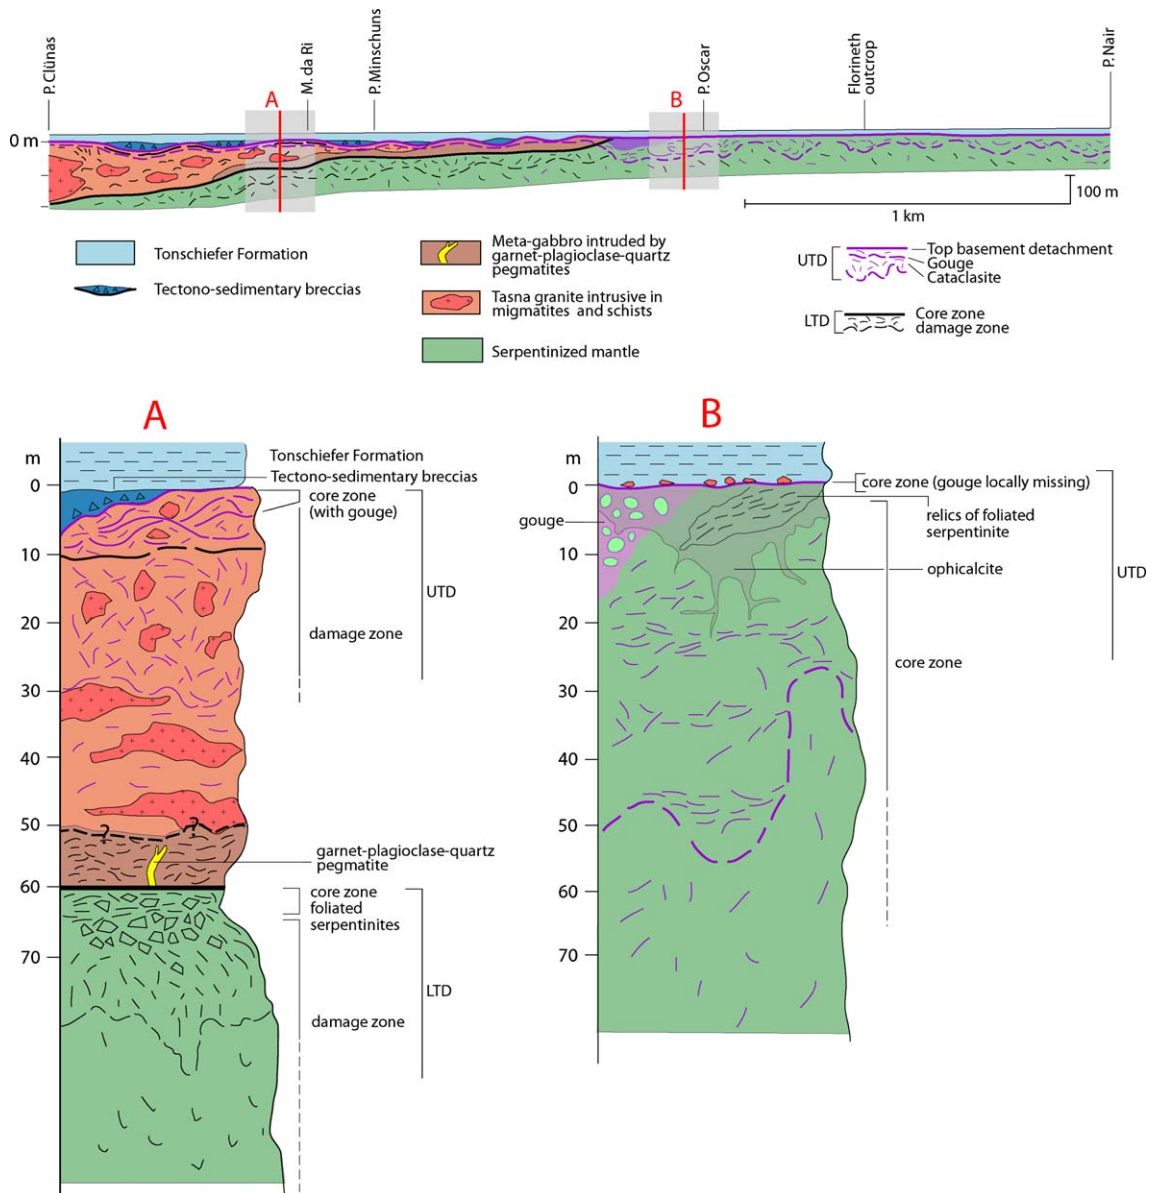 P. Clünas
M. da Ri
P. Minschuns
P. Oscar
Florineth
outcrop
P. Nair
A
B
0 m
100 m
1 km
Tonschiefer Formation
Tectono-sedimentary breccias
Meta-gabbro intruded by
garnet-plagioclase-quartz
pegmatites
Tasna granite intrusive in
migmatites and schists
Serpentinized mantle
UTD
Top basement detachment
Gouge
Cataclasite
LTD
Core zone
damage zone
A
m
0
10
20
30
40
50
60
70
Tonschiefer Formation
Tectono-sedimentary breccias
core zone
(with gouge)
UTD
damage zone
? ?
garnet-plagioclase-quartz
pegmatite
core zone
foliated
serpentinites
LTD
damage zone
B
m
0
10
20
30
40
50
60
70
gouge
core zone (gouge locally missing)
relics of foliated
serpentinite
ophicalcite
UTD
core zone